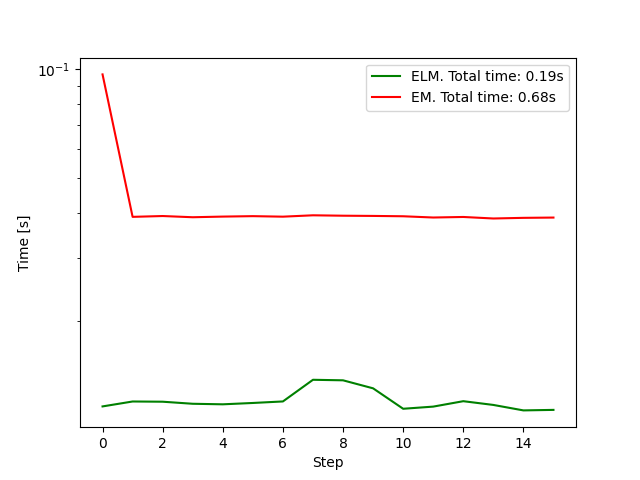 ELM. Total time: 0.19s
EM. Total time: 0.68s
10⁻¹
Time [s]
0 2 4 6 8 10 12 14
Step